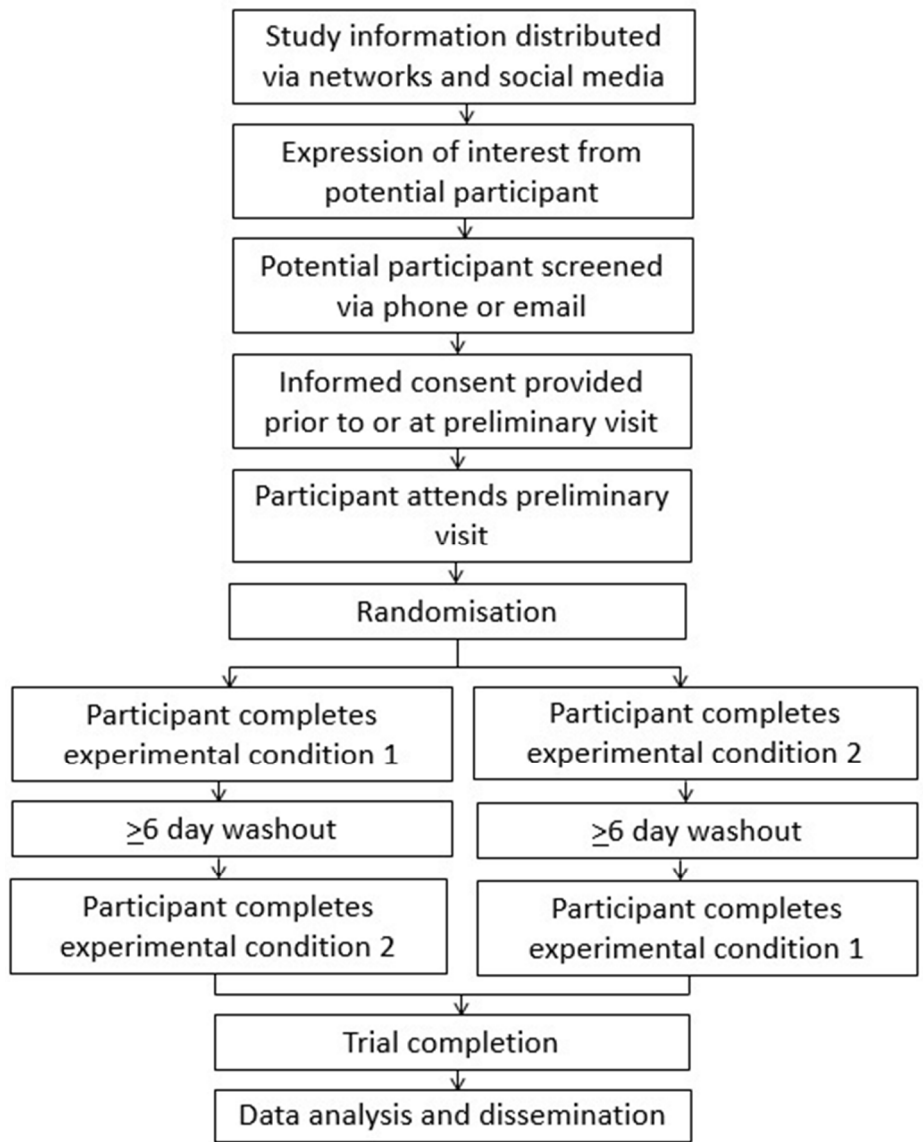 Study information distributed
via networks and social media
Expression of interest from
potential participant
Potential participant screened
via phone or email
Informed consent provided
prior to or at preliminary visit
Participant attends preliminary
visit
Randomisation
Participant completes
experimental condition 1
≥6 day washout
Participant completes
experimental condition 2
Participant completes
experimental condition 2
≥6 day washout
Participant completes
experimental condition 1
Trial completion
Data analysis and dissemination